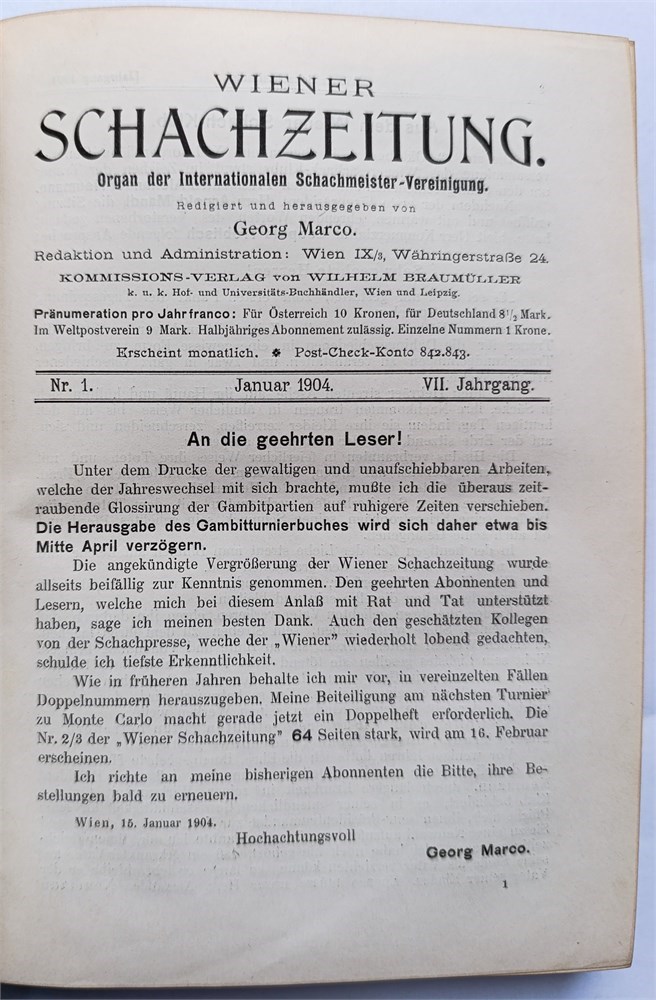 WIENER
SCHACHZEITUNG.
Organ der Internationalen Schachmeister-Vereinigung.
Redigiert und herausgegeben von
Georg Marco.
Redaktion und Administration: Wien IX/3, Währingerstraße 24.
KOMMISSIONS-VERLAG von WILHELM BRAUMÜLLER
k. u. k. Hof- und Universitäts-Buchhändler, Wien und Leipzig.
Pränumeration pro Jahr franco: Für Österreich 10 Kronen, für Deutschland 8 1/2 Mark.
Im Weltpostverein 9 Mark. Halbjähriges Abonnement zulässig. Einzelne Nummern 1 Krone.
Erscheint monatlich. ✽ Post-Check-Konto 842.843.
Nr. 1. Januar 1904. VII. Jahrgang.
An die geehrten Leser!
Unter dem Drucke der gewaltigen und unaufschiebbaren Arbeiten,
welche der Jahreswechsel mit sich brachte, mußte ich die überaus zeit-
raubende Glossirung der Gambitpartien auf ruhigere Zeiten verschieben.
Die Herausgabe des Gambitturnierbuches wird sich daher etwa bis
Mitte April verzögern.
Die angekündigte Vergrößerung der Wiener Schachzeitung wurde
allseits beifällig zur Kenntnis genommen. Den geehrten Abonnenten und
Lesern, welche mich bei diesem Anlaß mit Rat und Tat unterstützt
haben, sage ich meinen besten Dank. Auch den geschätzten Kollegen
von der Schachpresse, weche der „Wiener" wiederholt lobend gedachten,
schulde ich tiefste Erkenntlichkeit.
Wie in früheren Jahren behalte ich mir vor, in vereinzelten Fällen
Doppelnummern herauszugeben. Meine Beiteiligung am nächsten Turnier
zu Monte Carlo macht gerade jetzt ein Doppelheft erforderlich. Die
Nr. 2/3 der „Wiener Schachzeitung" 64 Seiten stark, wird am 16. Februar
erscheinen.
Ich richte an meine bisherigen Abonnenten die Bitte, ihre Be-
stellungen bald zu erneuern.
Wien, 15. Januar 1904.
Hochachtungsvoll
Georg Marco.
1